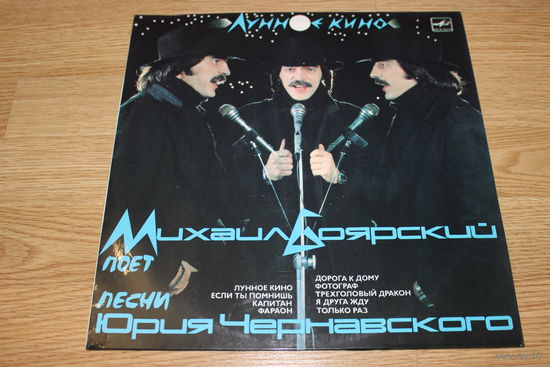 Лунное кино
Михаил Боярский
поет
ЛУННОЕ КИНО
ЕСЛИ ТЫ ПОМНИШЬ
КАПИТАН
ФАРАОН
ДОРОГА К ДОМУ
ФОТОГРАФ
ТРЕХГОЛОВЫЙ ДРАКОН
Я ДРУГА ЖДУ
ТОЛЬКО РАЗ
песни
Юрия Чернавского